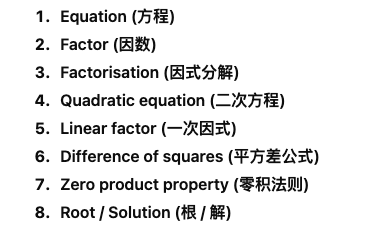 1. Equation (方程)
2. Factor (因数)
3. Factorisation (因式分解)
4. Quadratic equation (二次方程)
5. Linear factor (一次因式)
6. Difference of squares (平方差公式)
7. Zero product property (零积法则)
8. Root / Solution (根 / 解)